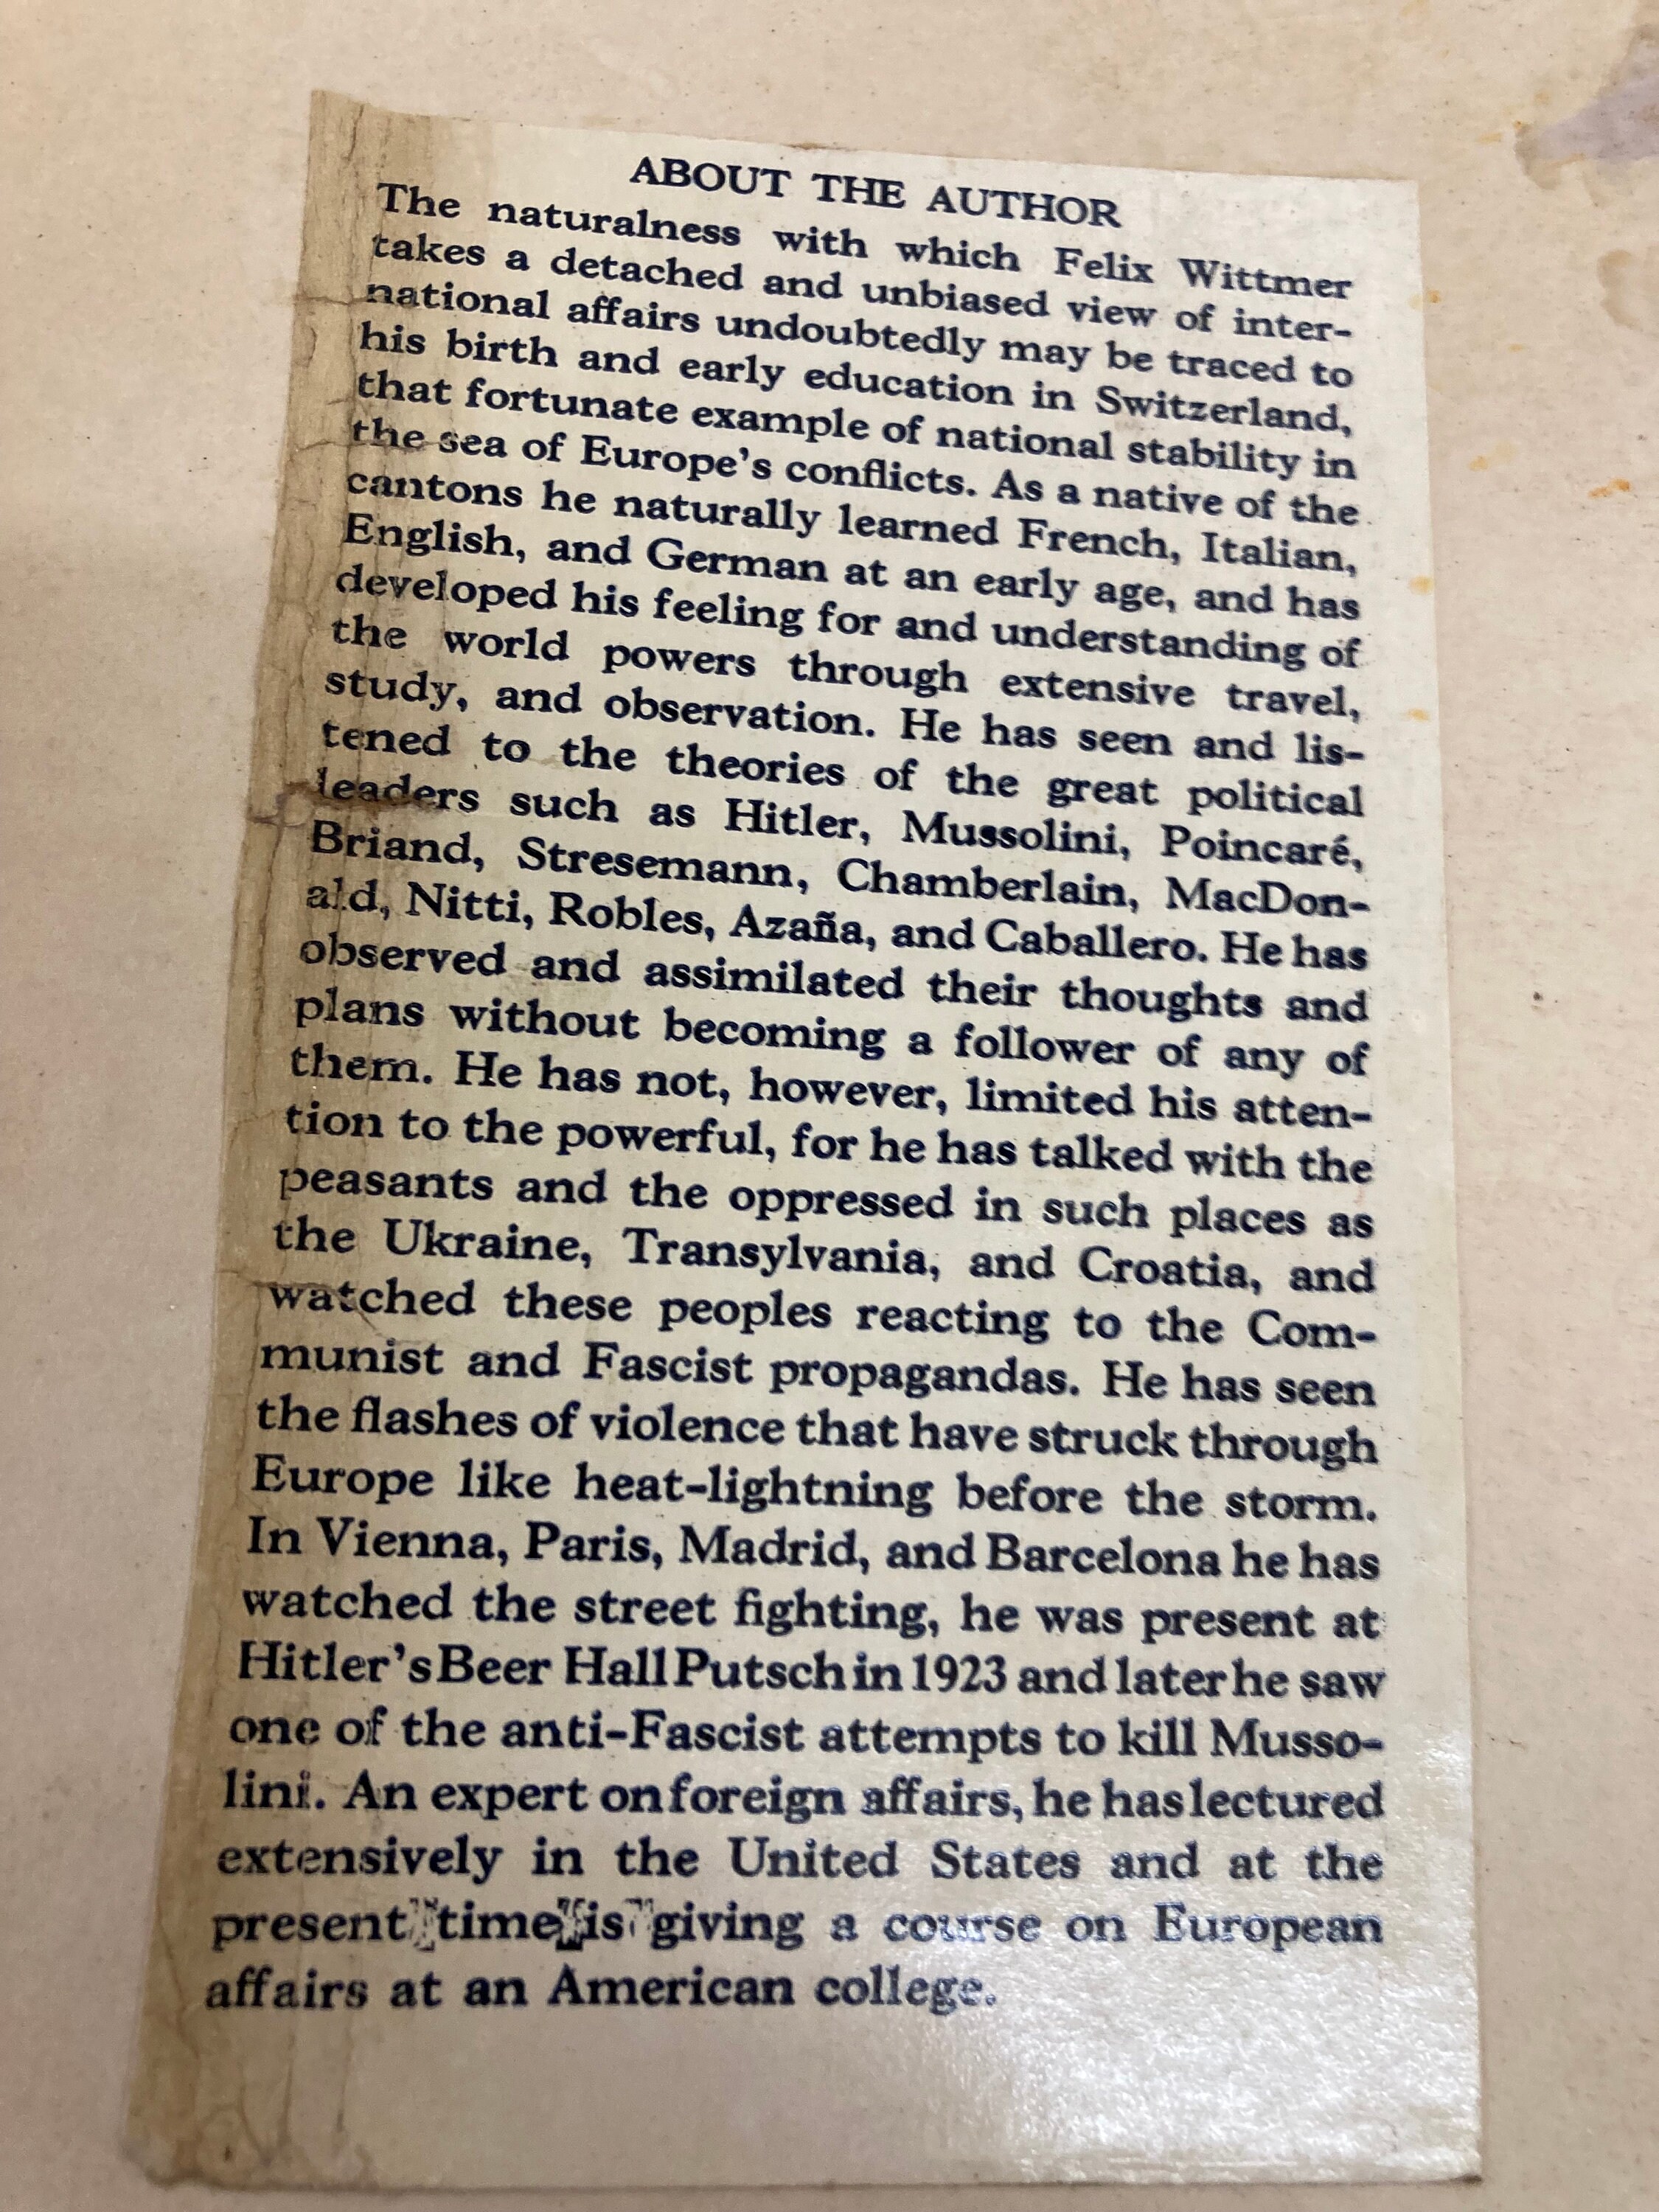 ABOUT THE AUTHOR
The naturalness with which Felix Wittmer
takes a detached and unbiased view of inter-
national affairs undoubtedly may be traced to
his birth and early education in Switzerland,
that fortunate example of national stability in
the sea of Europe's conflicts. As a native of the
cantons he naturally learned French, Italian,
English, and German at an early age, and has
developed his feeling for and understanding of
the world powers through extensive travel,
study, and observation. He has seen and lis-
tened to the theories of the great political
leaders such as Hitler, Mussolini, Poincaré,
Briand, Stresemann, Chamberlain, MacDon-
ald, Nitti, Robles, Azaña, and Caballero. He has
observed and assimilated their thoughts and
plans without becoming a follower of any of
them. He has not, however, limited his atten-
tion to the powerful, for he has talked with the
peasants and the oppressed in such places as
the Ukraine, Transylvania, and Croatia, and
watched these peoples reacting to the Com-
munist and Fascist propagandas. He has seen
the flashes of violence that have struck through
Europe like heat-lightning before the storm.
In Vienna, Paris, Madrid, and Barcelona he has
watched the street fighting, he was present at
Hitler's Beer Hall Putsch in 1923 and later he saw
one of the anti-Fascist attempts to kill Musso-
lini. An expert on foreign affairs, he has lectured
extensively in the United States and at the
present time is giving a course on European
affairs at an American college.